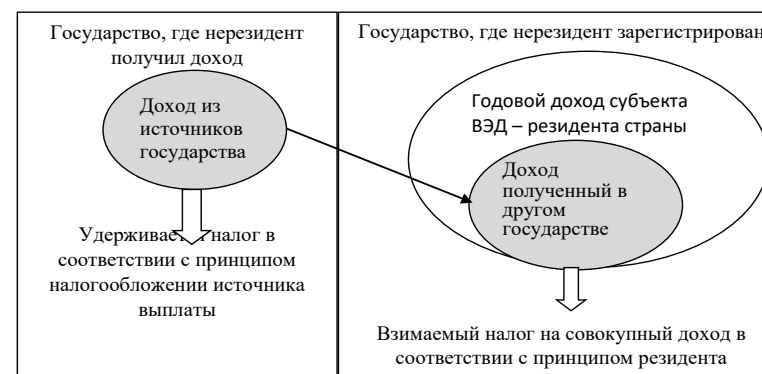 Государство, где нерезидент
получил доход
Доход из
источников
государства
Удерживается налог в
соответствии с принципом
налогообложении источника
выплаты
Государство, где нерезидент зарегистрирован
Годовой доход субъекта
ВЭД – резидента страны
Доход
полученный в
другом
государстве
Взимаемый налог на совокупный доход в
соответствии с принципом резидента